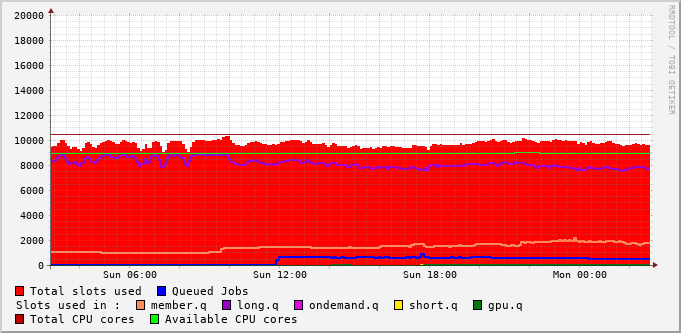 20000
18000
16000
14000
12000
10000
8000
6000
4000
2000
0
Sun 06:00 Sun 12:00 Sun 18:00 Mon 00:00
RRDTOOL / TOBI OETIKER
Total slots used Queued Jobs
Slots used in : member.q long.q ondemand.q short.q gpu.q
Total CPU cores Available CPU cores